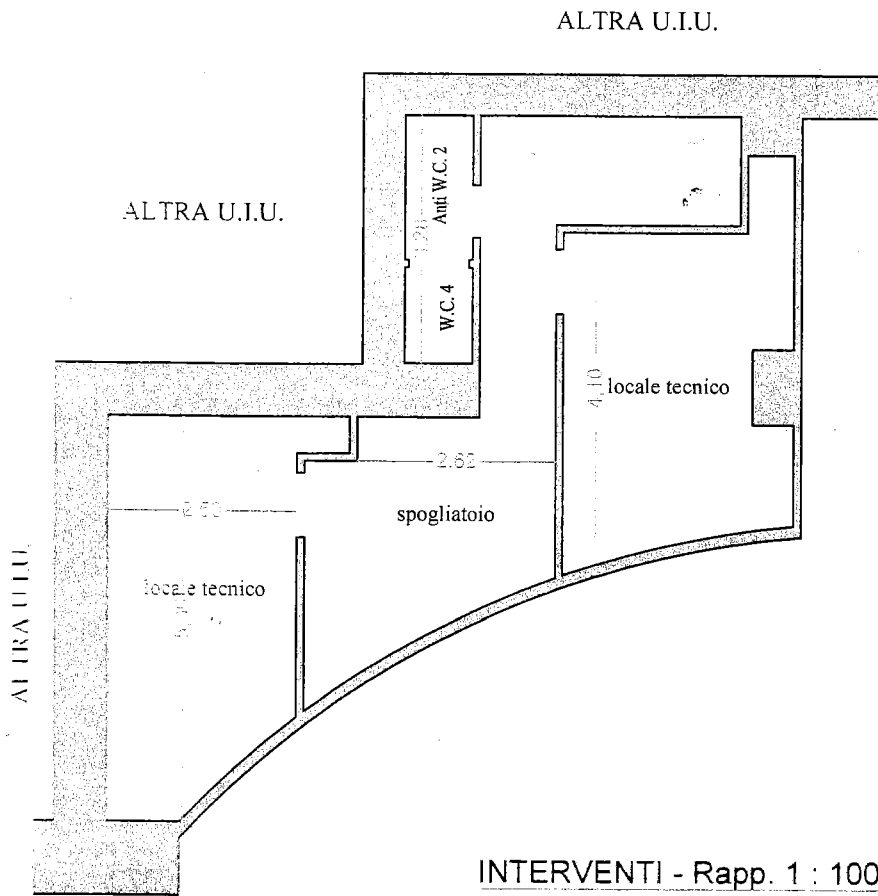 ALTRA U.I.U.
ALTRA U.I.U.
Anti W.C.2
W.C.4
locale tecnico
4,10
2.62
spogliatoio
locale tecnico
ALTRA U.I.U.
INTERVENTI - Rapp. 1 : 100